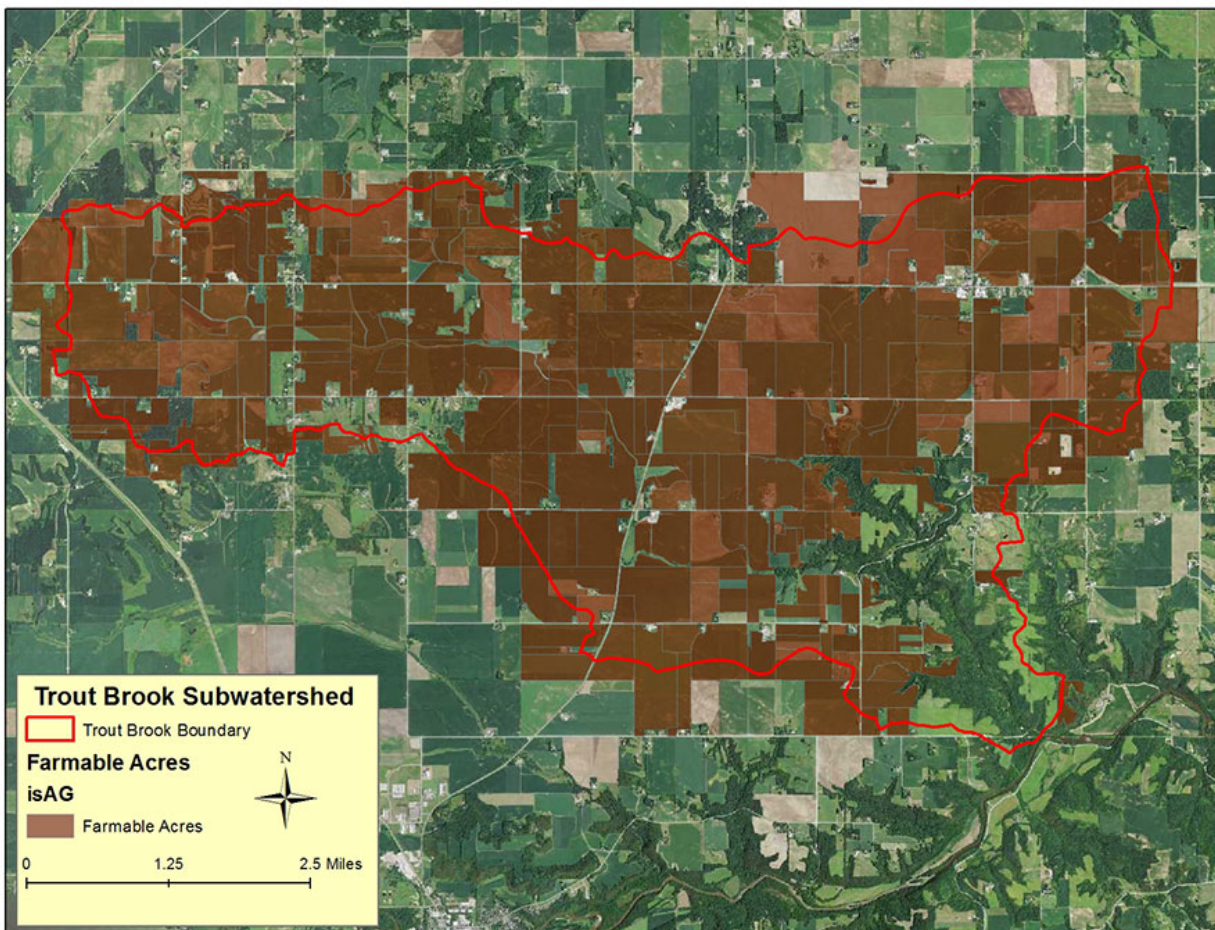 Trout Brook Subwatershed
Trout Brook Boundary
Farmable Acres
isAG
N
Farmable Acres
0 1.25 2.5 Miles